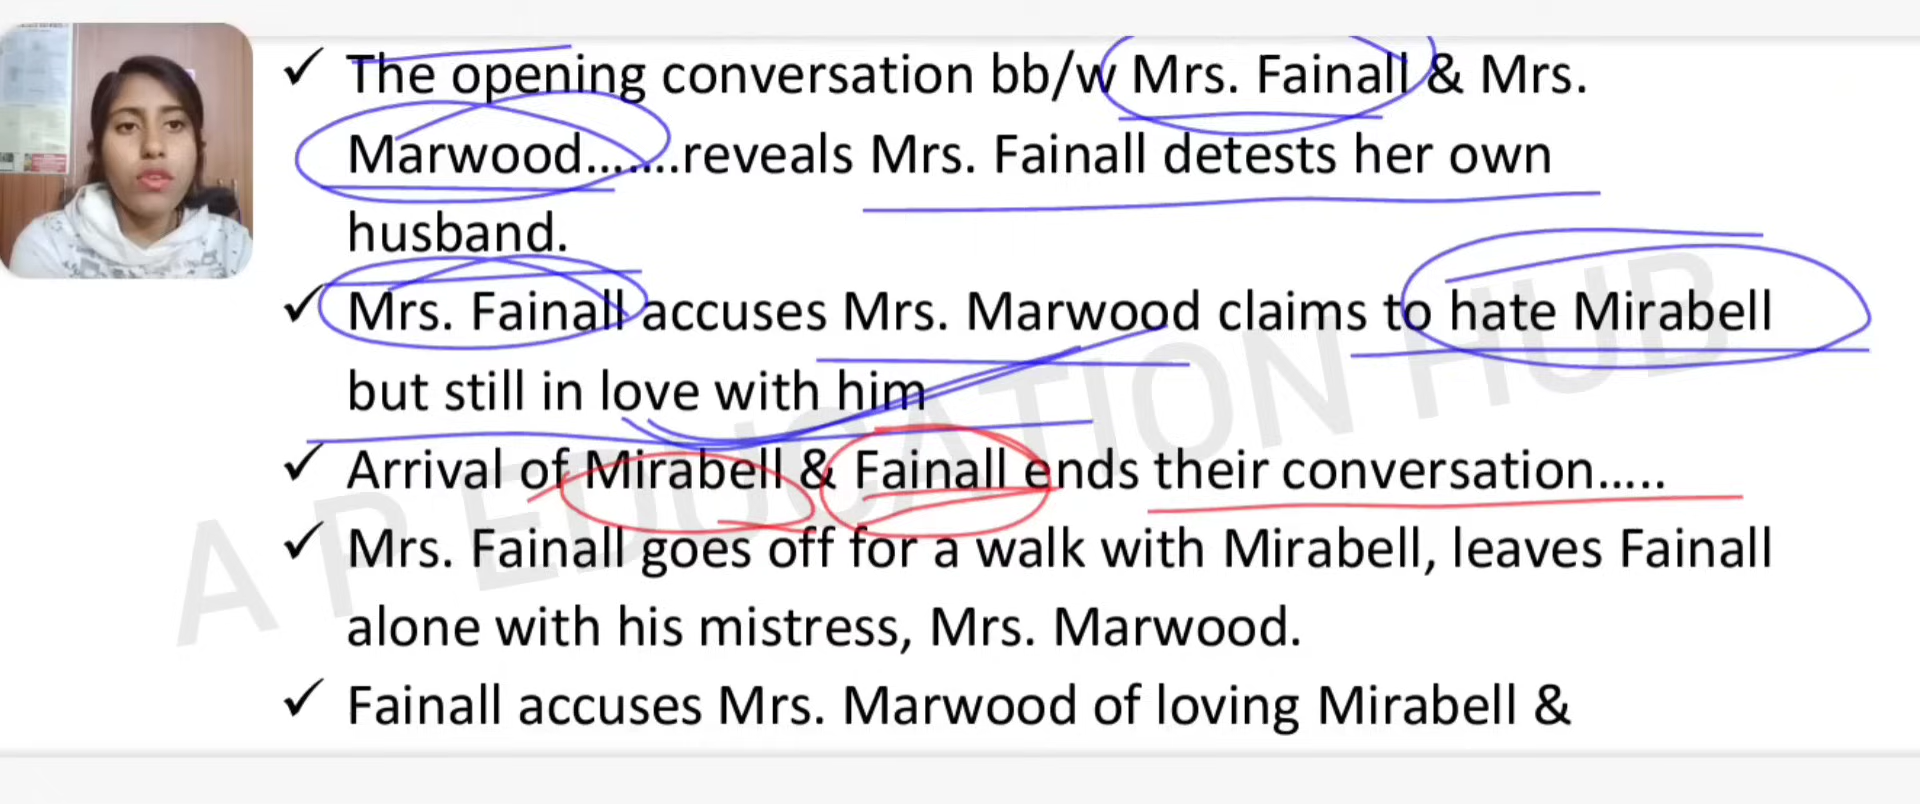 ✓ The opening conversation bb/w Mrs. Fainall & Mrs.
Marwood.......reveals Mrs. Fainall detests her own
husband.
✓ Mrs. Fainall accuses Mrs. Marwood claims to hate Mirabell
but still in love with him
✓ Arrival of Mirabell & Fainall ends their conversation.....
✓ Mrs. Fainall goes off for a walk with Mirabell, leaves Fainall
alone with his mistress, Mrs. Marwood.
✓ Fainall accuses Mrs. Marwood of loving Mirabell &
A P EDUCATION HUB